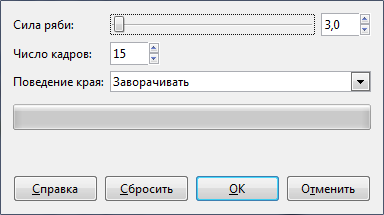 Сила ряби: 3,0
Число кадров: 15
Поведение края: Заворачивать
Справка Сбросить OK Отменить